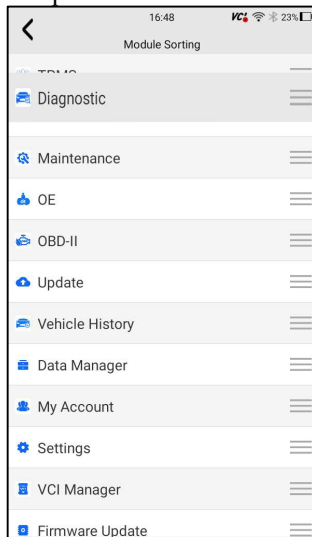 16:48 VCI 23%
Module Sorting
TPMS
Diagnostic
Maintenance
OE
OBD-II
Update
Vehicle History
Data Manager
My Account
Settings
VCI Manager
Firmware Update